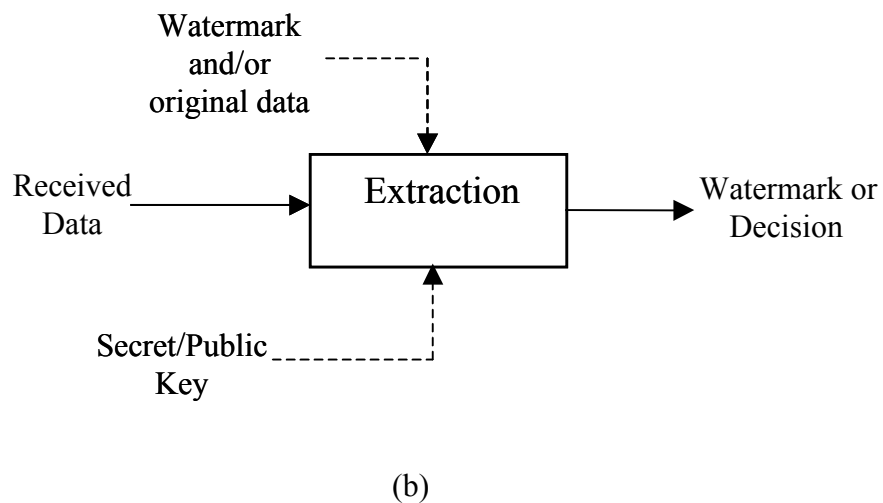 Watermark
and/or
original data
Received
Data
Extraction
Watermark or
Decision
Secret/Public
Key
(b)